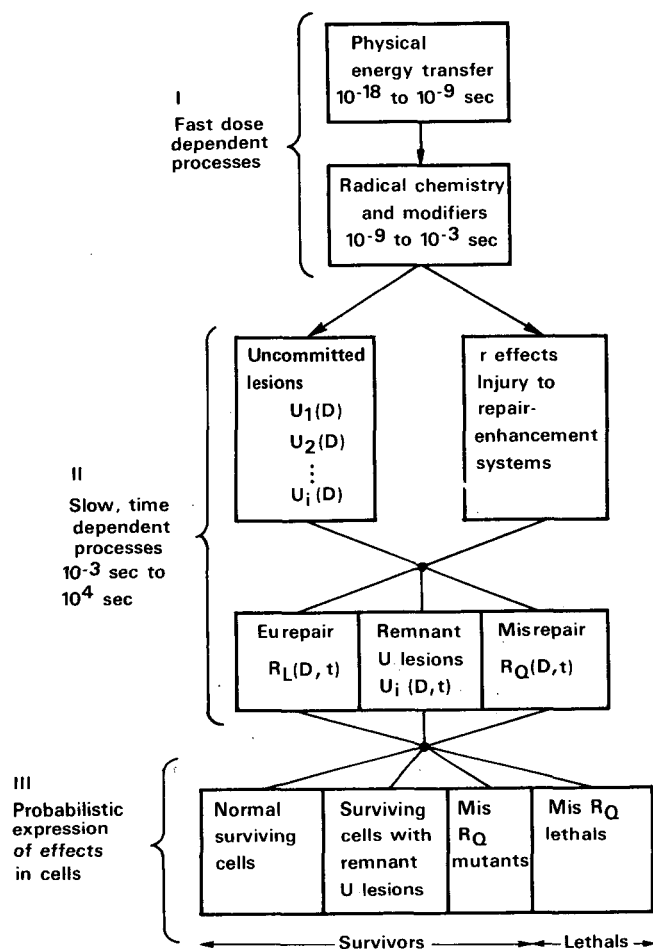 Physical
energy transfer
10-18 to 10-9 sec
I
Fast dose
dependent
processes
Radical chemistry
and modifiers
10-9 to 10-3 sec
Uncommitted
lesions
U1(D)
U2(D)
⋮
Ui(D)
r effects
Injury to
repair-
enhancement
systems
II
Slow, time
dependent
processes
10-3 sec to
104 sec
Eurepair
RL(D, t)
Remnant
U lesions
Ui (D,t)
Misrepair
RQ(D,t)
III
Probabilistic
expression
of effects
in cells
Normal
surviving
cells
Surviving
cells with
remnant
U lesions
Mis
RQ
mutants
Mis RQ
lethals
Survivors
Lethals